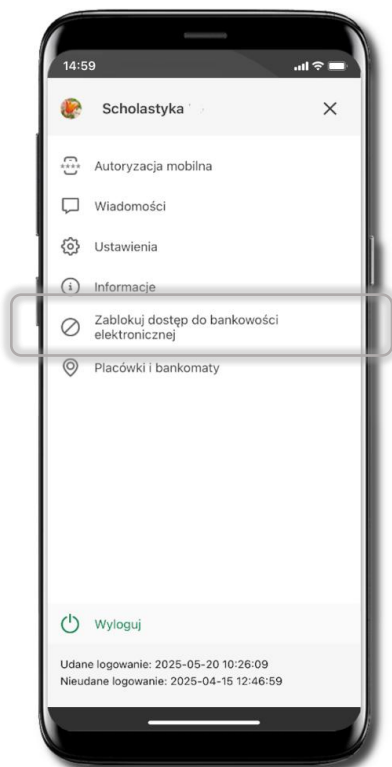 14:59
Scholastyka
Autoryzacja mobilna
Wiadomości
Ustawienia
Informacje
Zablokuj dostęp do bankowości
elektronicznej
Placówki i bankomaty
Wyloguj
Udane logowanie: 2025-05-20 10:26:09
Nieudane logowanie: 2025-04-15 12:46:59